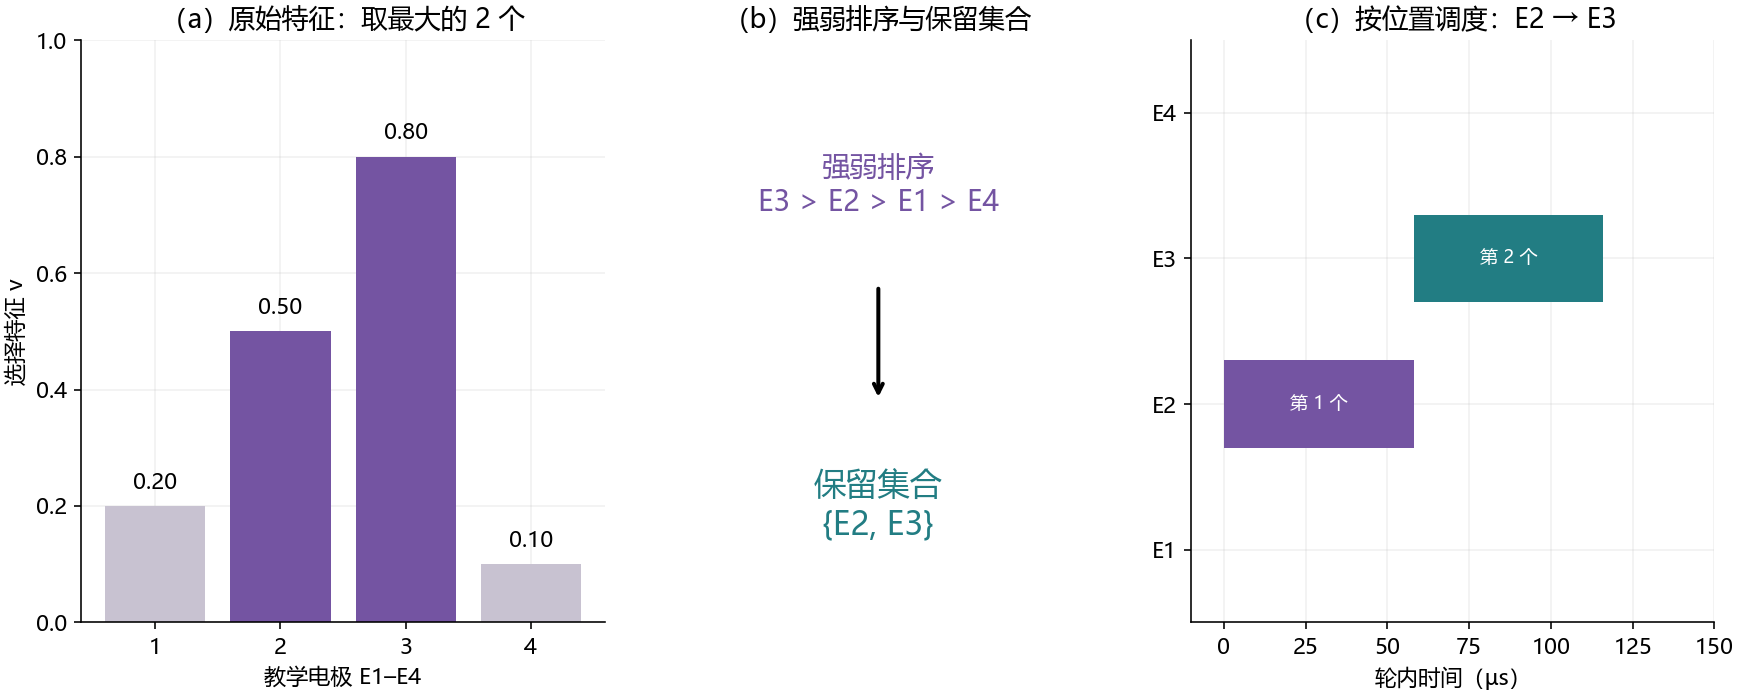 （a）原始特征：取最大的 2 个
1.0
0.8
0.6
0.4
0.2
0.0
选择特征 v
0.20
0.50
0.80
0.10
1
2
3
4
教学电极 E1–E4
（b）强弱排序与保留集合
强弱排序
E3 > E2 > E1 > E4
保留集合
{E2, E3}
（c）按位置调度：E2 → E3
E4
E3
E2
E1
第 2 个
第 1 个
0
25
50
75
100
125
150
轮内时间（μs）